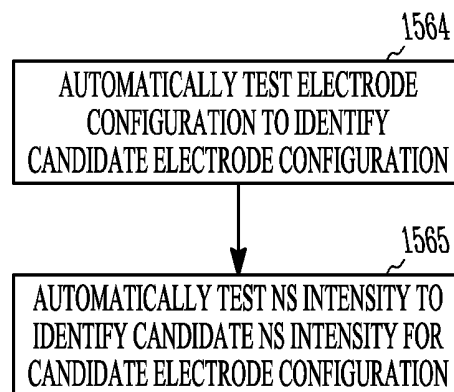 1564
AUTOMATICALLY TEST ELECTRODE
CONFIGURATION TO IDENTIFY
CANDIDATE ELECTRODE CONFIGURATION
1565
AUTOMATICALLY TEST NS INTENSITY TO
IDENTIFY CANDIDATE NS INTENSITY FOR
CANDIDATE ELECTRODE CONFIGURATION